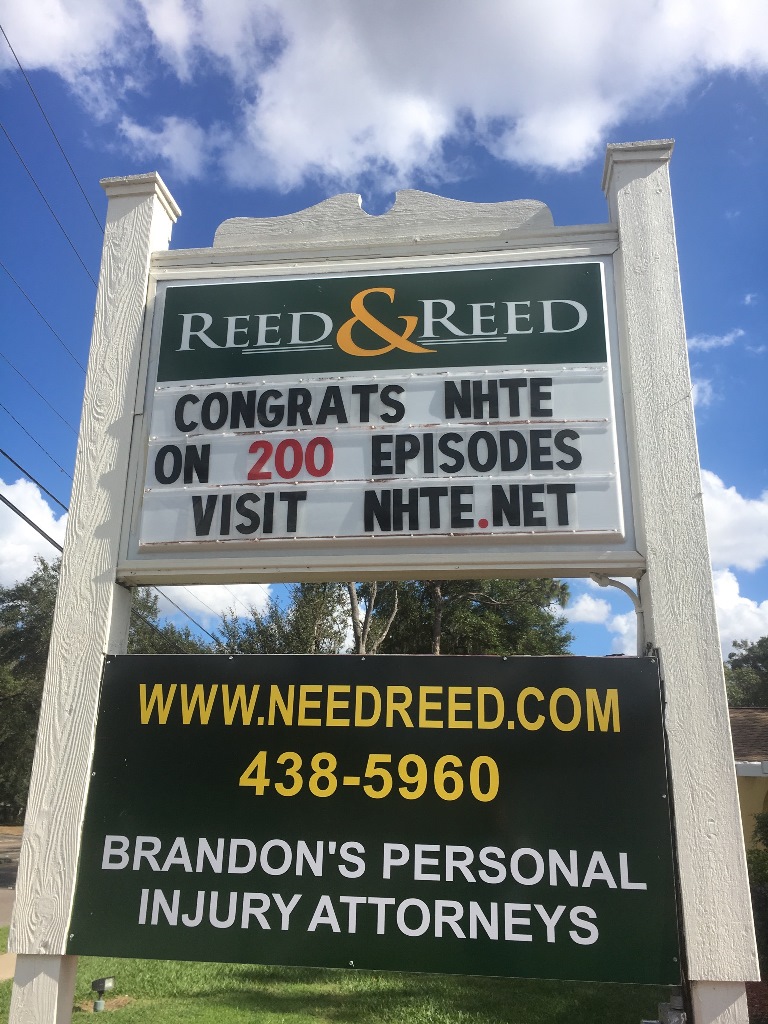 REED & REED
CONGRATS NHTE
ON 200 EPISODES
VISIT NHTE.NET
WWW.NEEDREED.COM
438-5960
BRANDON'S PERSONAL
INJURY ATTORNEYS